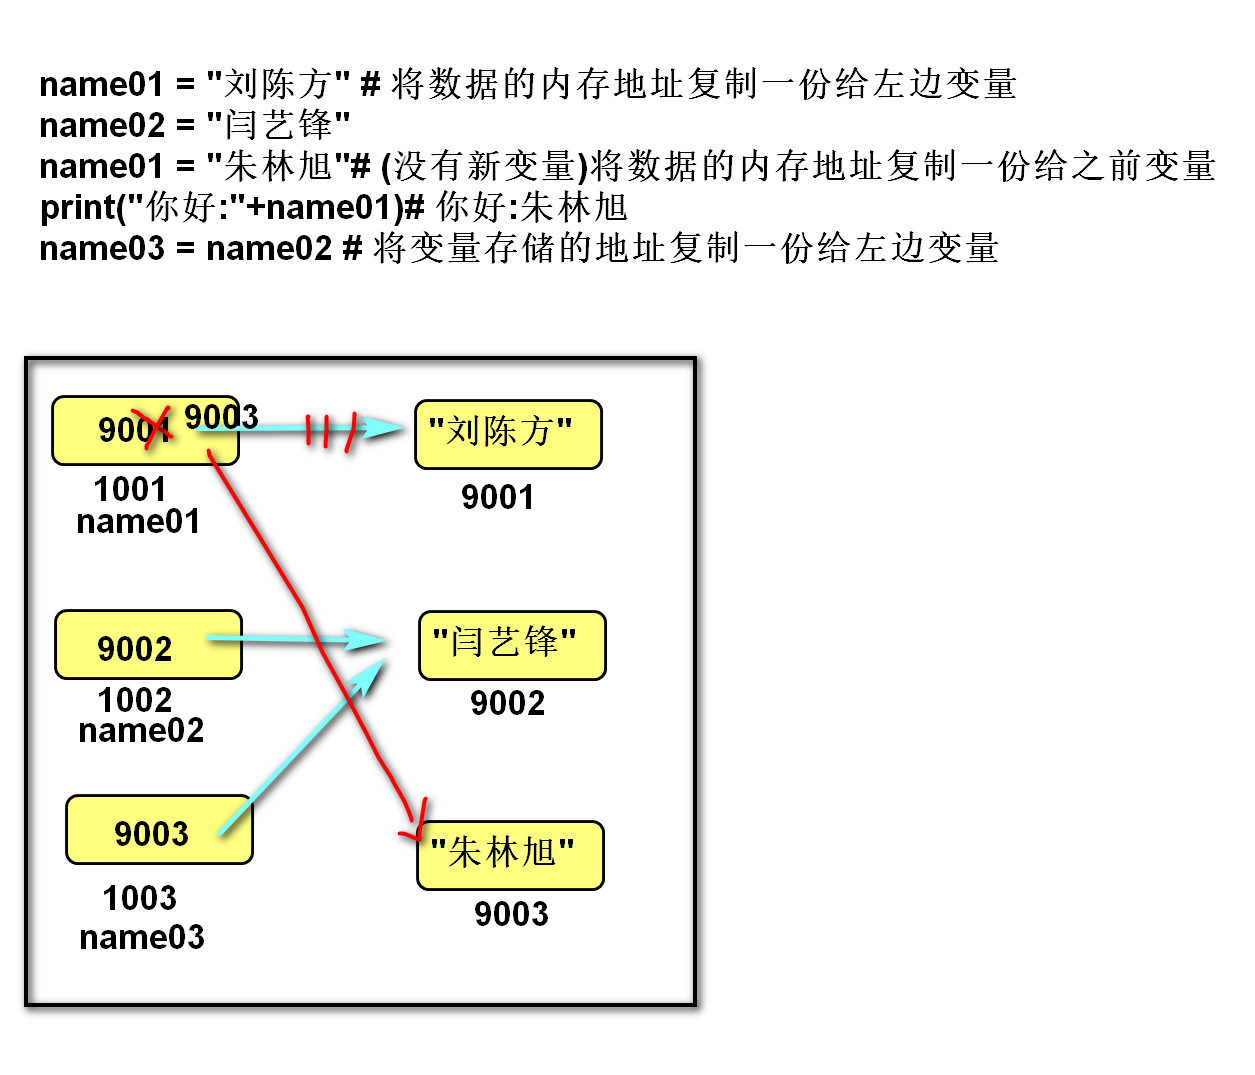 name01 = "刘陈方" # 将数据的内存地址复制一份给左边变量
name02 = "闫艺锋"
name01 = "朱林旭"# (没有新变量)将数据的内存地址复制一份给之前变量
print("你好:"+name01)# 你好:朱林旭
name03 = name02 # 将变量存储的地址复制一份给左边变量
9001 9003
"刘陈方"
1001
name01
9001
9002
"闫艺锋"
1002
name02
9002
9003
"朱林旭"
1003
name03
9003